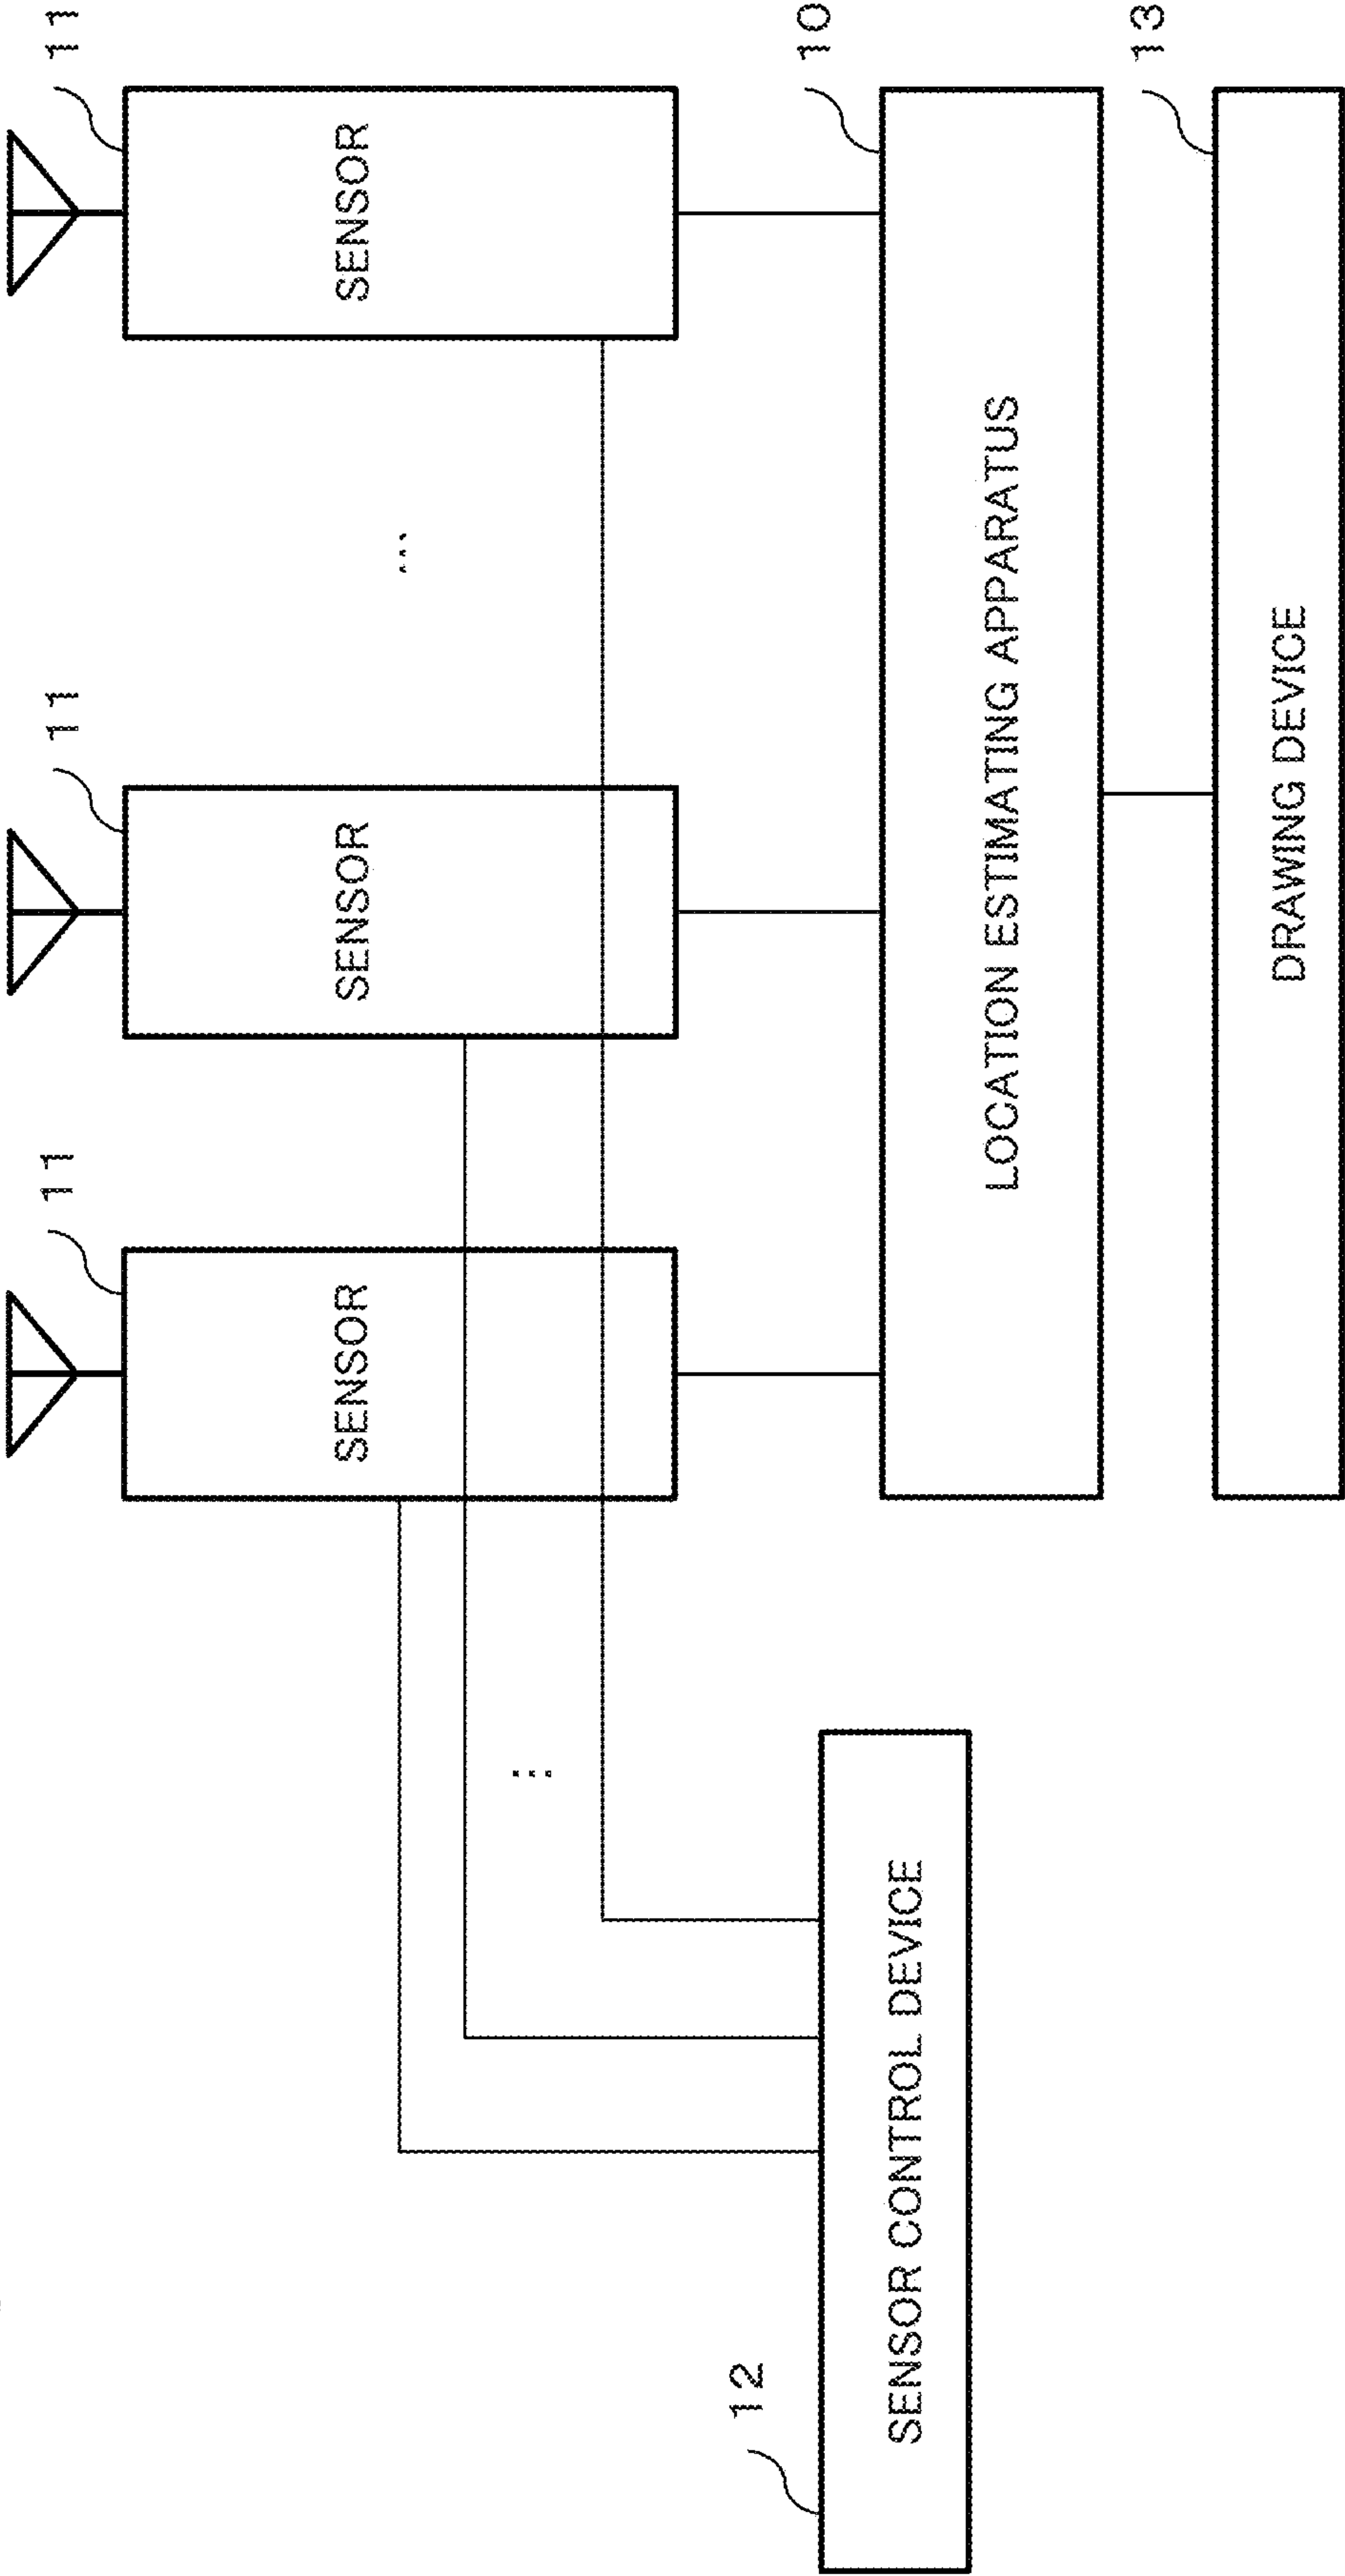 11
11
11
SENSOR
SENSOR
...
SENSOR
...
12
10
SENSOR CONTROL DEVICE
LOCATION ESTIMATING APPARATUS
13
DRAWING DEVICE